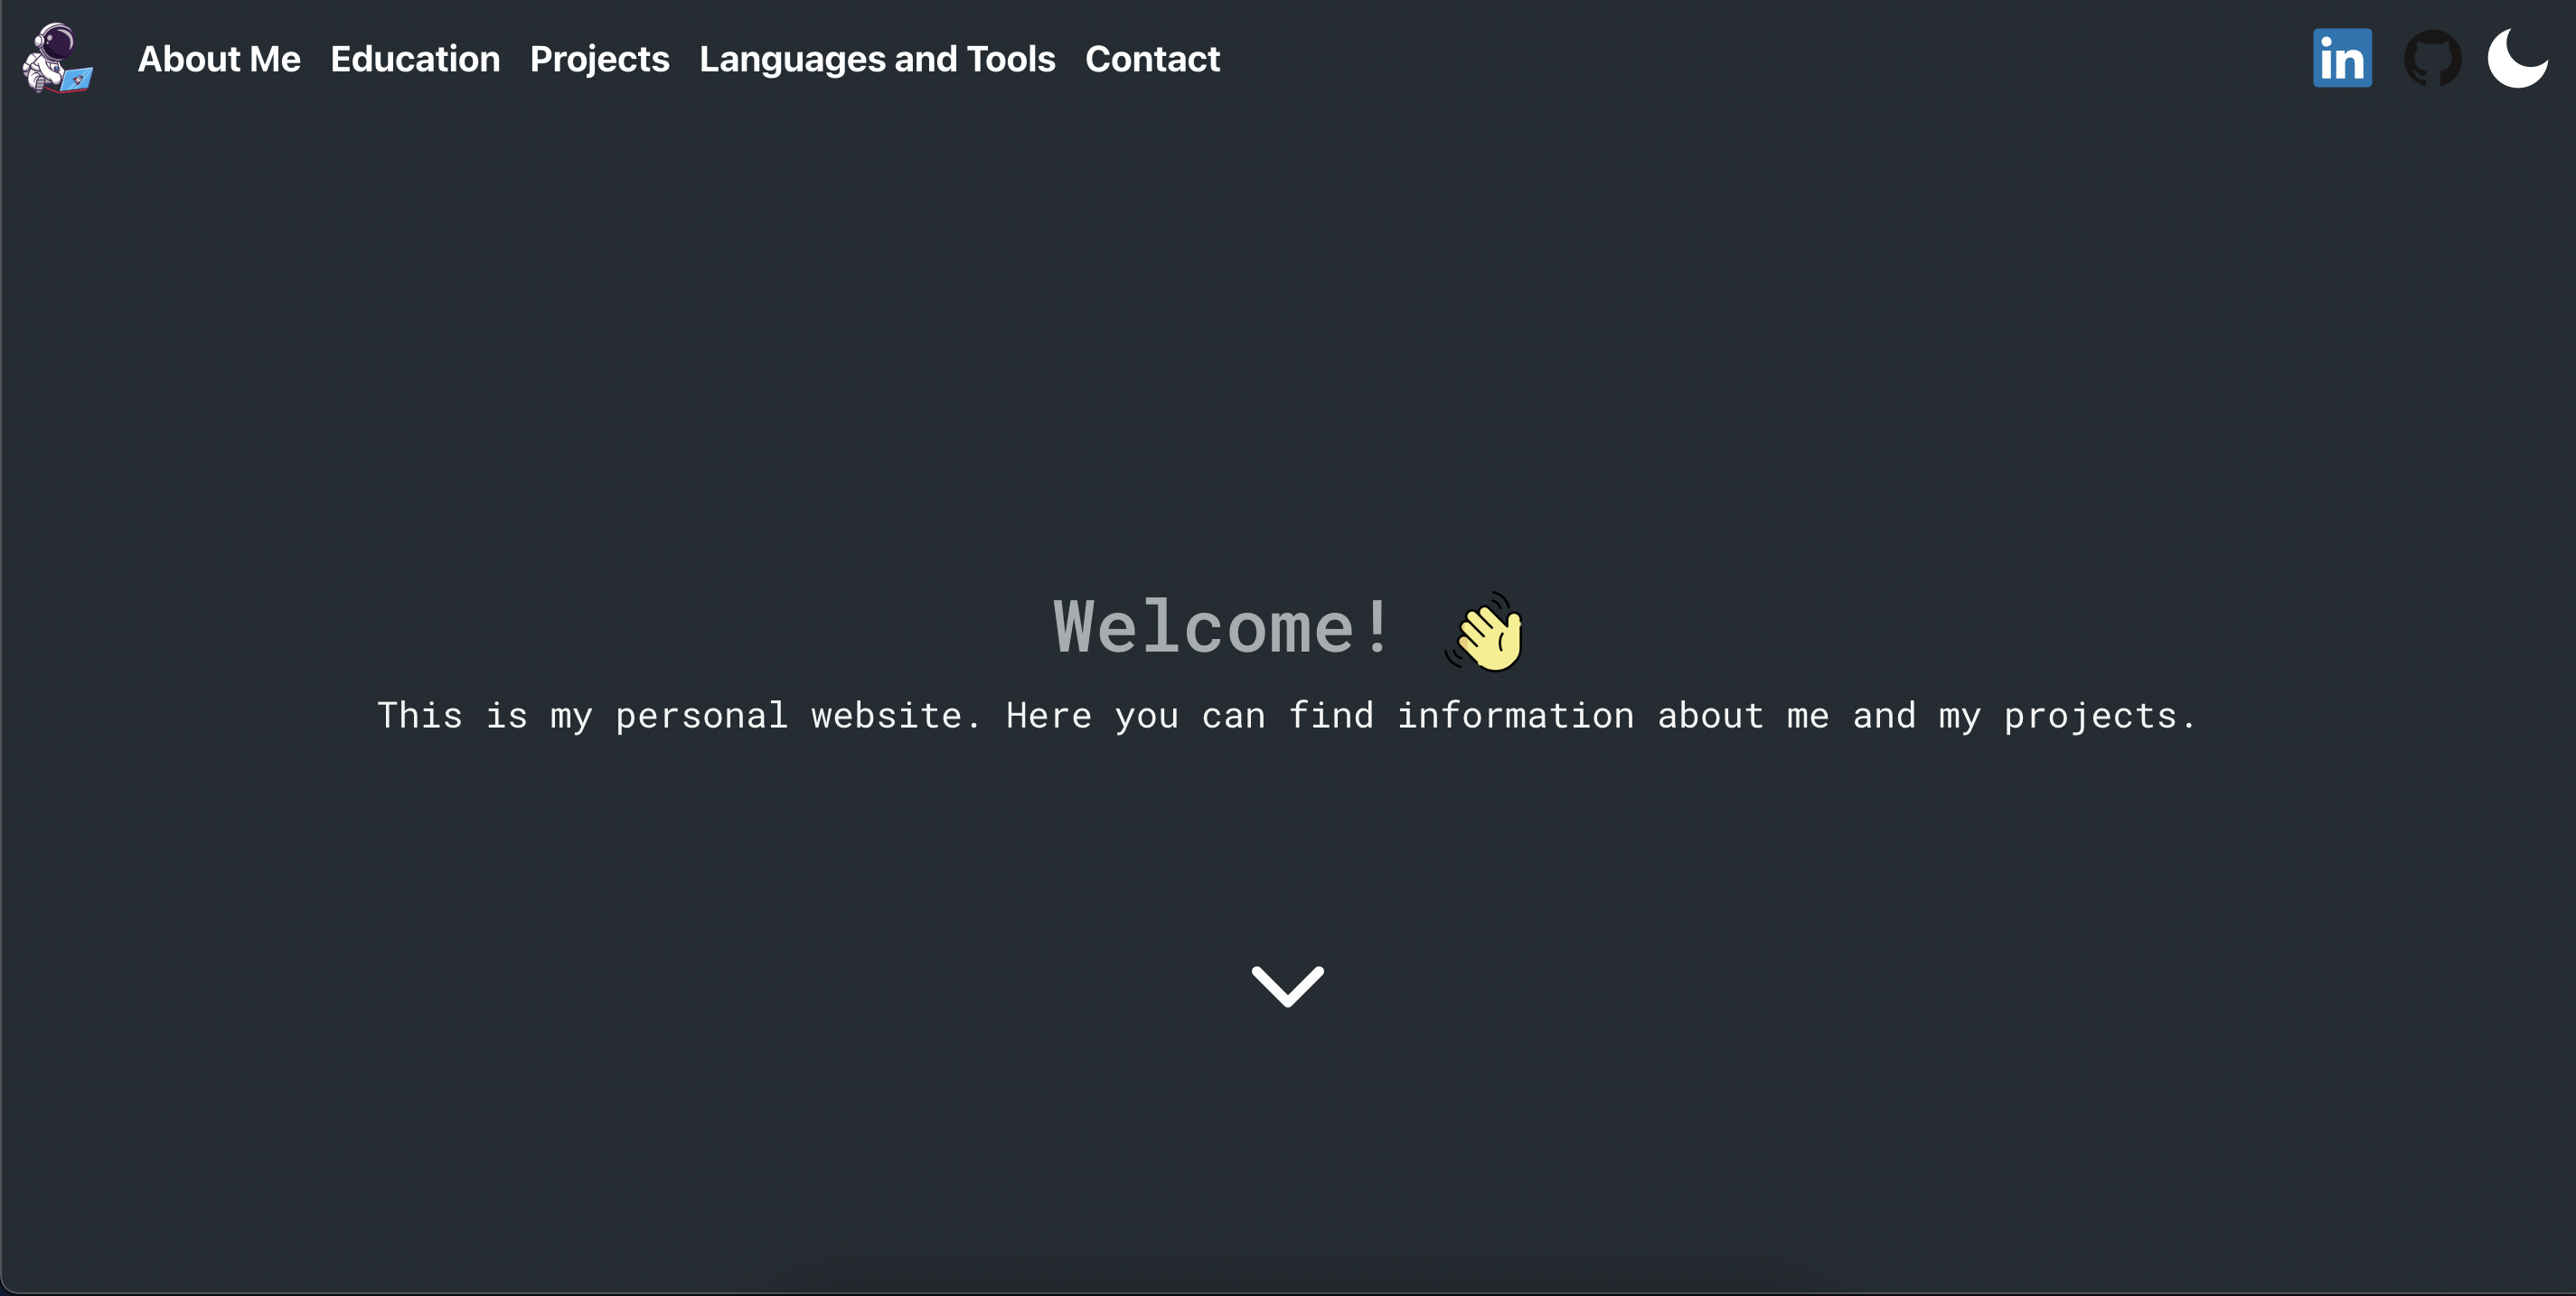 About Me Education Projects Languages and Tools Contact in
Welcome!
This is my personal website. Here you can find information about me and my projects.